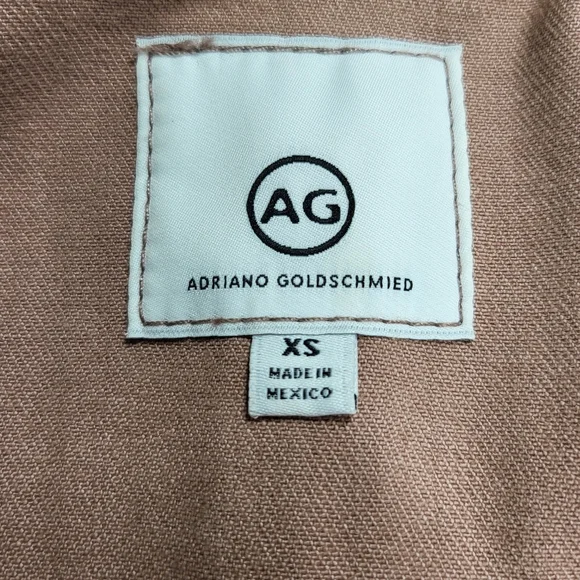 AG
ADRIANO GOLDSCHMIED
XS
MADE IN
MEXICO